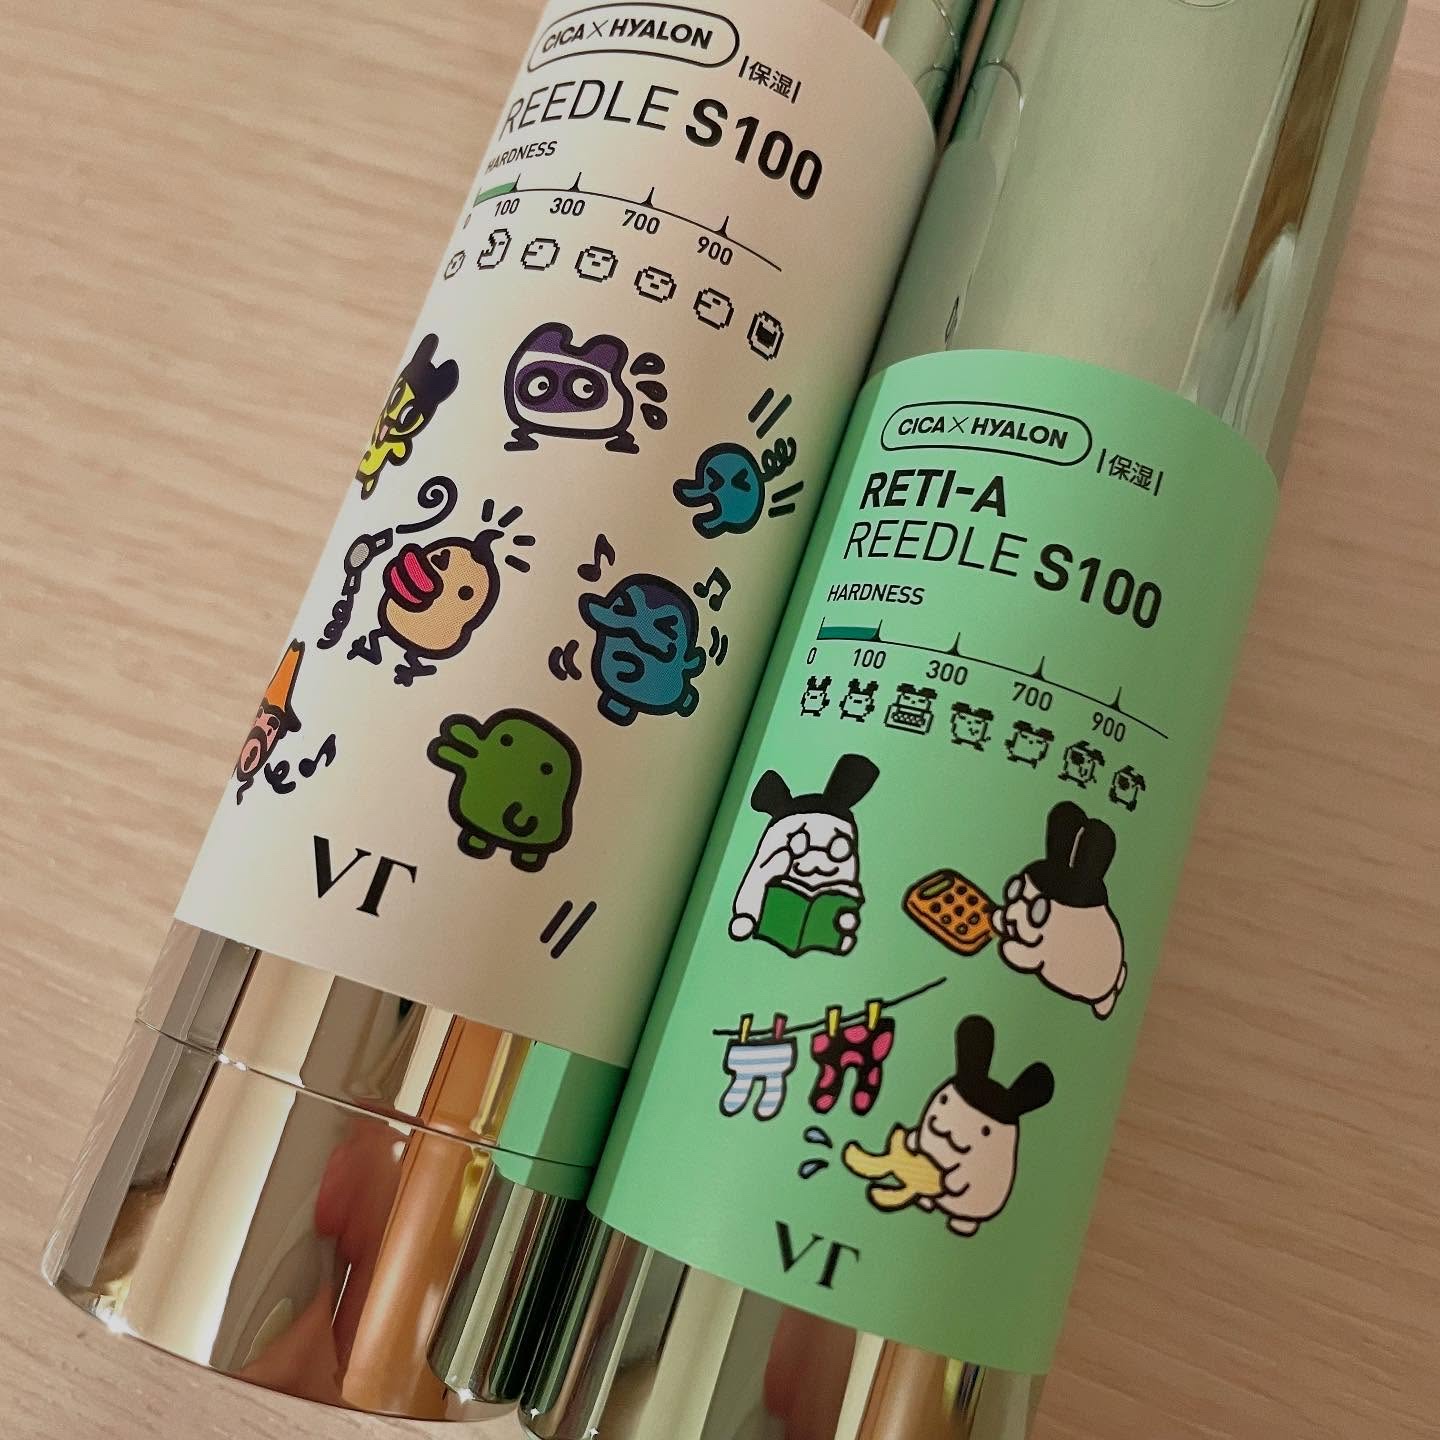 CICA×HYALON
|保湿|
REEDLE S100
HARDNESS
0 100 300 700 900
VT
CICA×HYALON
|保湿|
RETI-A
REEDLE S100
HARDNESS
0 100 300 700 900
VT